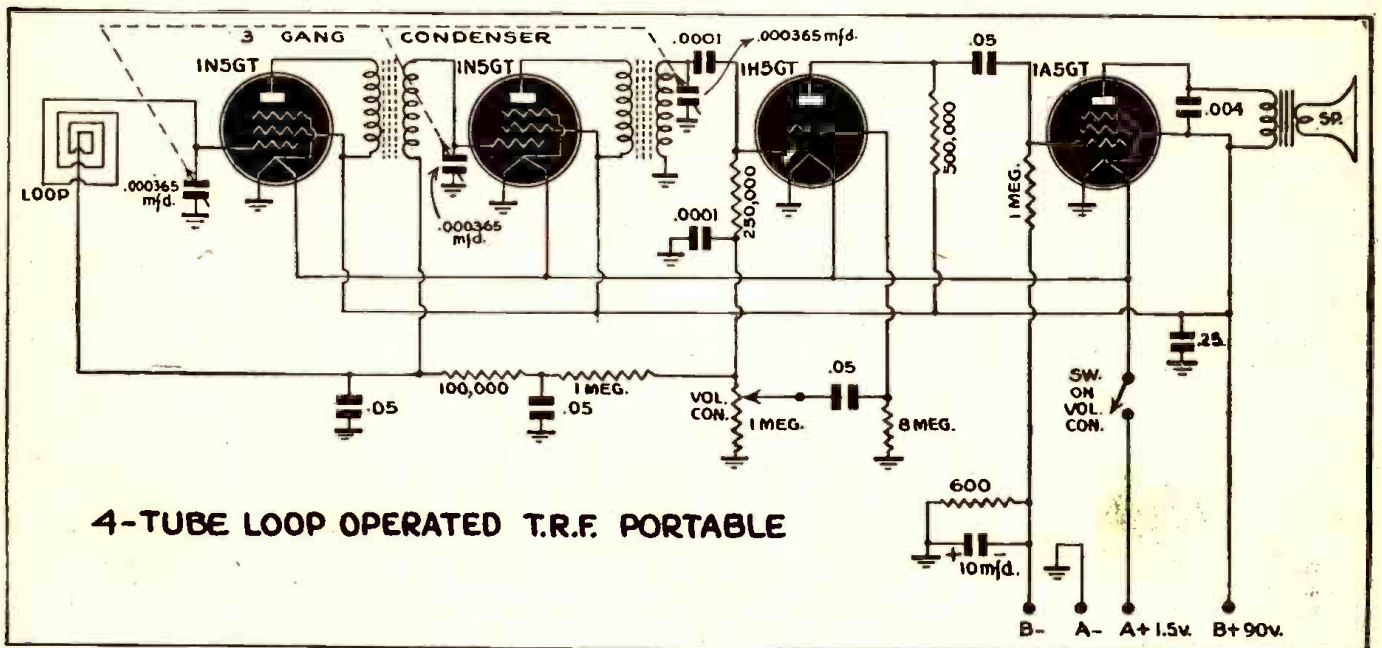 3 GANG CONDENSER
1N5GT
1N5GT
.0001
.000365 mfd.
1H5GT
.05
1A5GT
.004
SP.
LOOP
.000365
mfd.
.000365
mfd.
.0001
250,000
500,000
1 MEG.
.25
100,000
1 MEG.
.05
.05
VOL.
CON.
1 MEG.
.05
8 MEG.
SW.
ON
VOL.
CON.
600
+ -
10 mfd.
4-TUBE LOOP OPERATED T.R.F. PORTABLE
B- A- A+ 1.5v. B+ 90v.